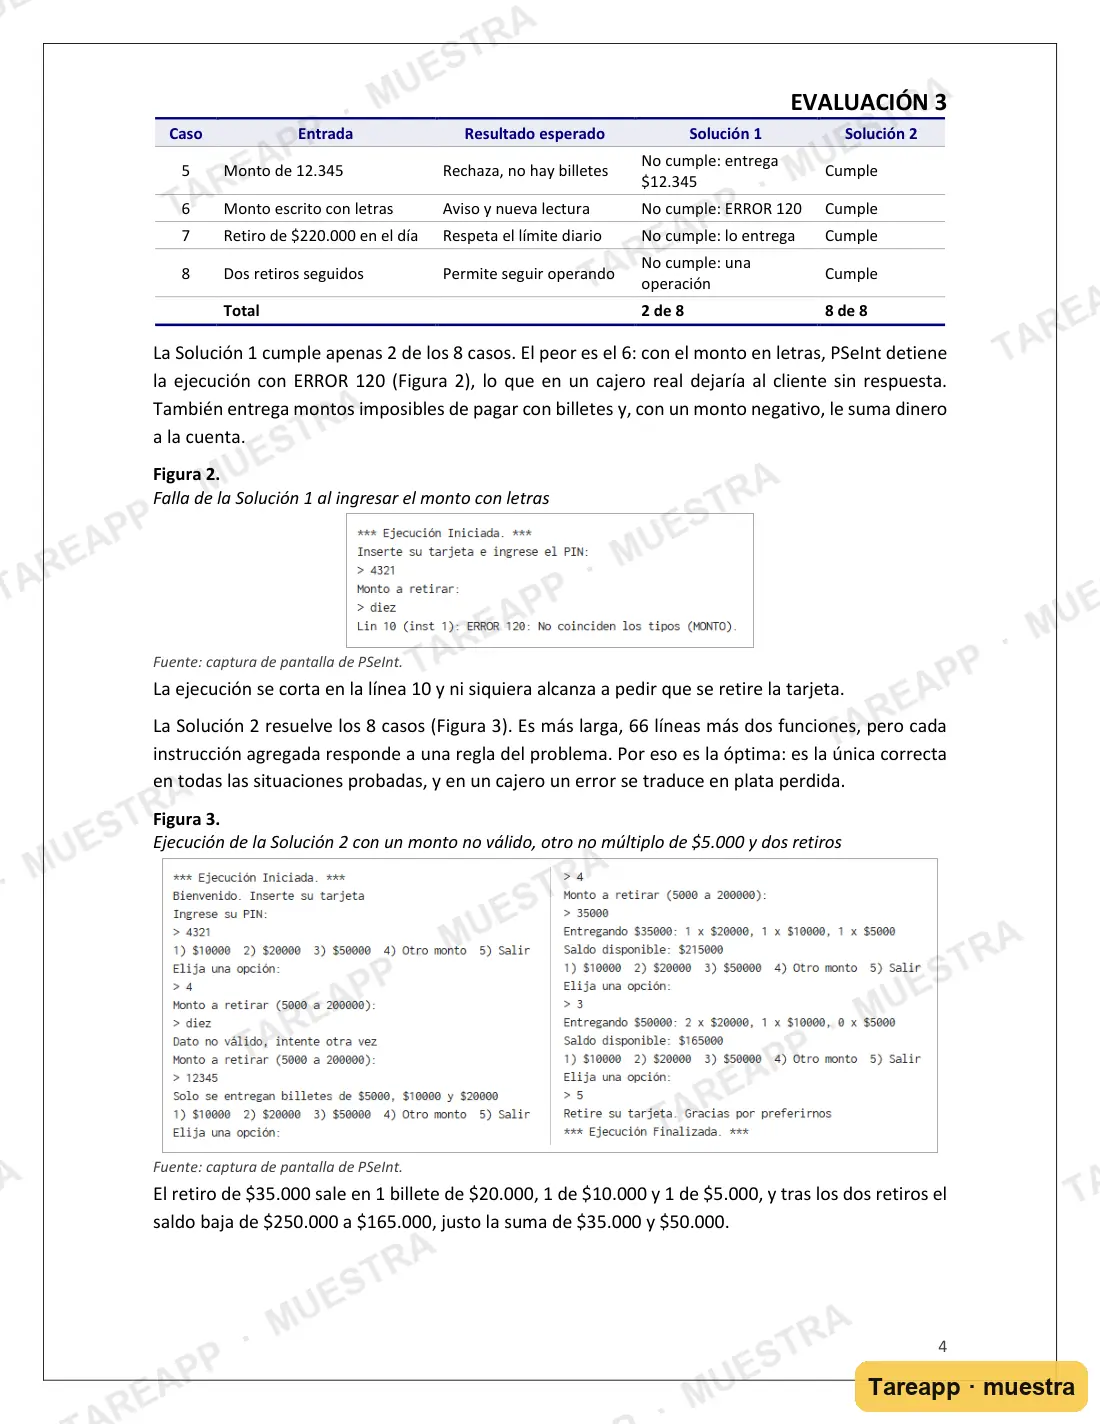 EVALUACIÓN 3
Caso Entrada Resultado esperado Solución 1 Solución 2
5 Monto de 12.345 Rechaza, no hay billetes No cumple: entrega $12.345 Cumple
6 Monto escrito con letras Aviso y nueva lectura No cumple: ERROR 120 Cumple
7 Retiro de $220.000 en el día Respeta el límite diario No cumple: lo entrega Cumple
8 Dos retiros seguidos Permite seguir operando No cumple: una operación Cumple
Total 2 de 8 8 de 8
La Solución 1 cumple apenas 2 de los 8 casos. El peor es el 6: con el monto en letras, PSeInt detiene
la ejecución con ERROR 120 (Figura 2), lo que en un cajero real dejaría al cliente sin respuesta.
También entrega montos imposibles de pagar con billetes y, con un monto negativo, le suma dinero
a la cuenta.
Figura 2.
Falla de la Solución 1 al ingresar el monto con letras
*** Ejecución Iniciada. ***
Inserte su tarjeta e ingrese el PIN:
> 4321
Monto a retirar:
> diez
Lin 10 (inst 1): ERROR 120: No coinciden los tipos (MONTO).
Fuente: captura de pantalla de PSeInt.
La ejecución se corta en la línea 10 y ni siquiera alcanza a pedir que se retire la tarjeta.
La Solución 2 resuelve los 8 casos (Figura 3). Es más larga, 66 líneas más dos funciones, pero cada
instrucción agregada responde a una regla del problema. Por eso es la óptima: es la única correcta
en todas las situaciones probadas, y en un cajero un error se traduce en plata perdida.
Figura 3.
Ejecución de la Solución 2 con un monto no válido, otro no múltiplo de $5.000 y dos retiros
*** Ejecución Iniciada. ***
Bienvenido. Inserte su tarjeta
Ingrese su PIN:
> 4321
1) $10000 2) $20000 3) $50000 4) Otro monto 5) Salir
Elija una opción:
> 4
Monto a retirar (5000 a 200000):
> diez
Dato no válido, intente otra vez
Monto a retirar (5000 a 200000):
> 12345
Solo se entregan billetes de $5000, $10000 y $20000
1) $10000 2) $20000 3) $50000 4) Otro monto 5) Salir
Elija una opción:
> 4
Monto a retirar (5000 a 200000):
> 35000
Entregando $35000: 1 x $20000, 1 x $10000, 1 x $5000
Saldo disponible: $215000
1) $10000 2) $20000 3) $50000 4) Otro monto 5) Salir
Elija una opción:
> 3
Entregando $50000: 2 x $20000, 1 x $10000, 0 x $5000
Saldo disponible: $165000
1) $10000 2) $20000 3) $50000 4) Otro monto 5) Salir
Elija una opción:
> 5
Retire su tarjeta. Gracias por preferirnos
*** Ejecución Finalizada. ***
Fuente: captura de pantalla de PSeInt.
El retiro de $35.000 sale en 1 billete de $20.000, 1 de $10.000 y 1 de $5.000, y tras los dos retiros el
saldo baja de $250.000 a $165.000, justo la suma de $35.000 y $50.000.
4
Tareapp · muestra
TAREAPP · MUESTRA